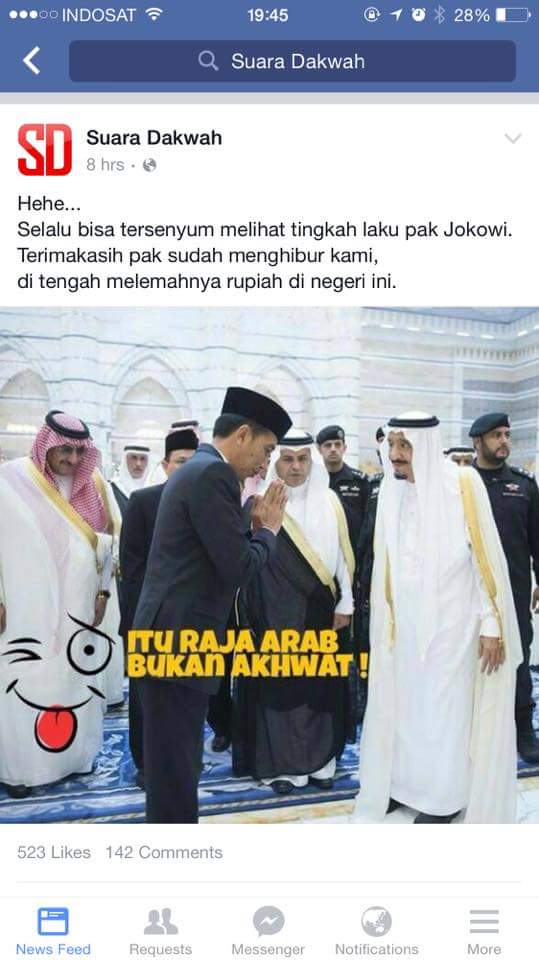 INDOSAT 19:45 28%
Suara Dakwah
SD
Suara Dakwah
8 hrs
Hehe...
Selalu bisa tersenyum melihat tingkah laku pak Jokowi.
Terimakasih pak sudah menghibur kami,
di tengah melemahnya rupiah di negeri ini.
ITU RAJA ARAB
BUKAN AKHWAT !
523 Likes 142 Comments
News Feed Requests Messenger Notifications More